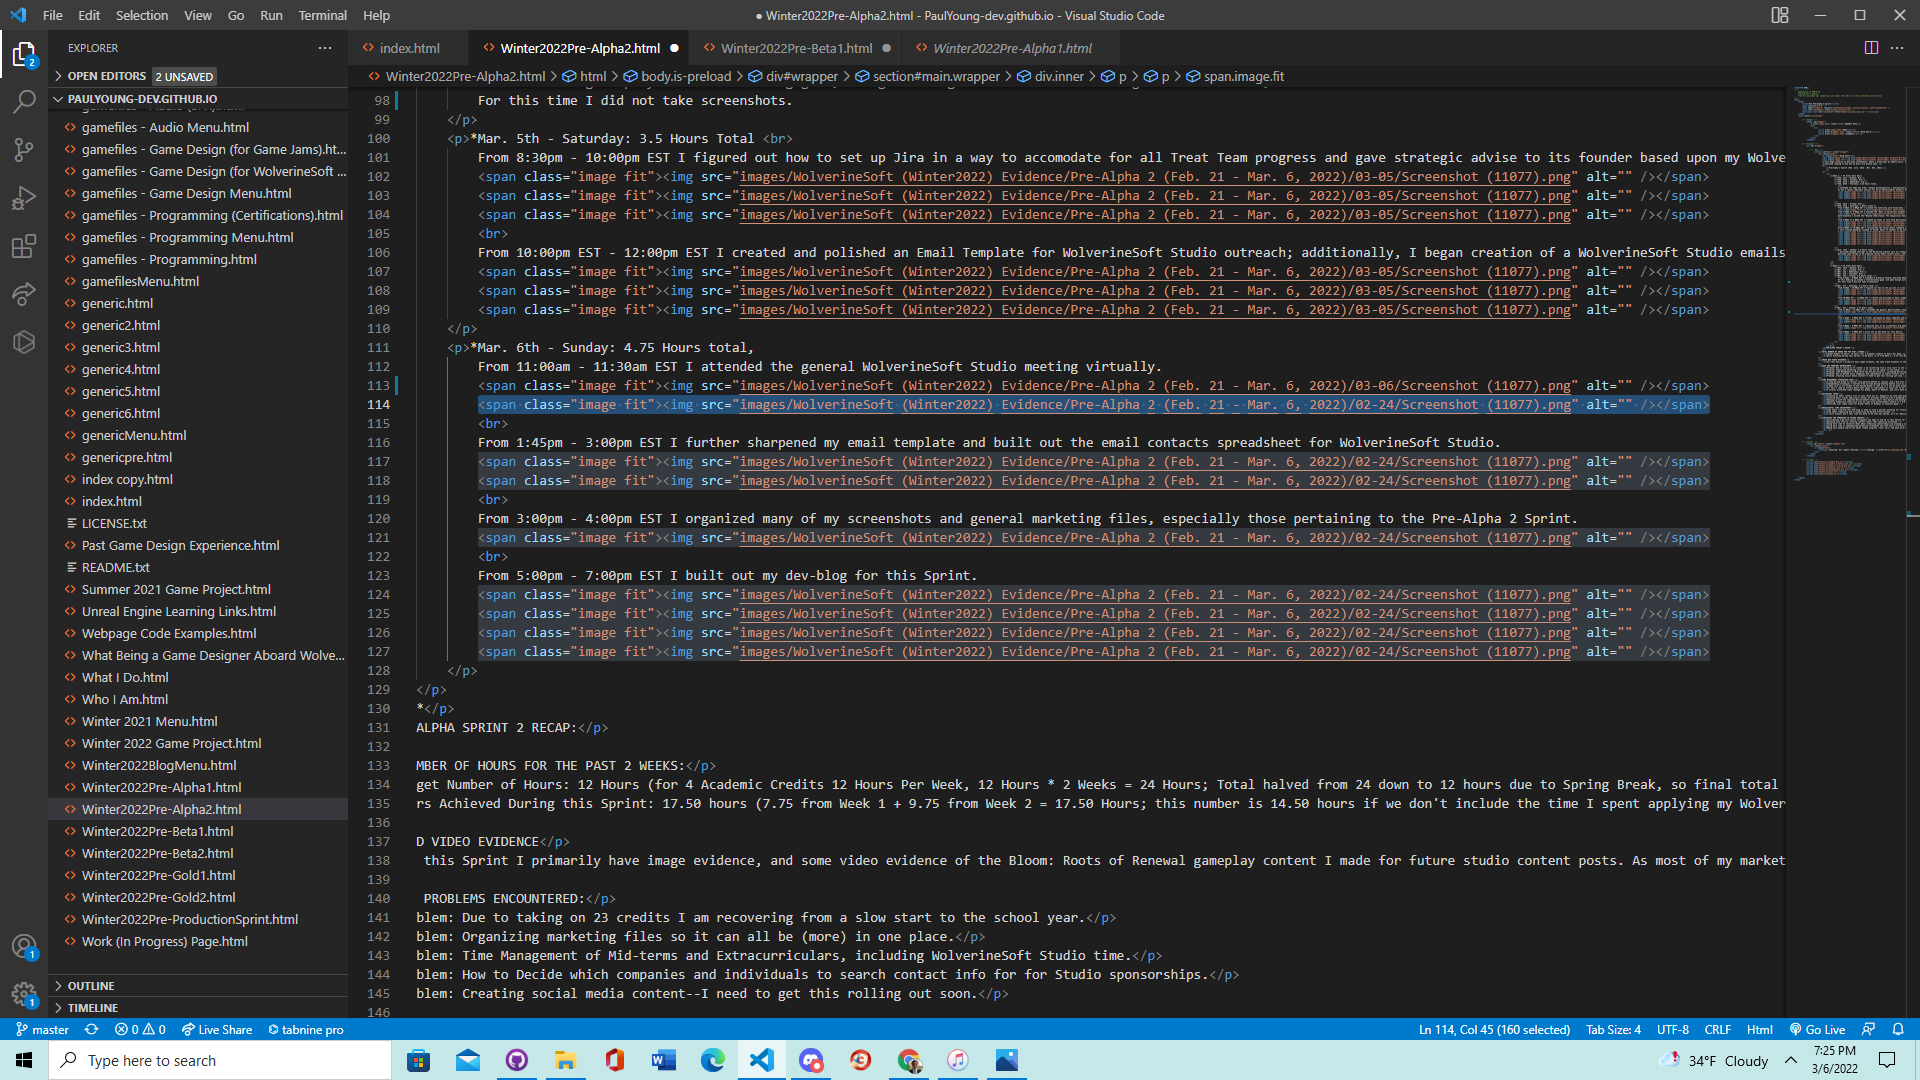 File Edit Selection View Go Run Terminal Help
● Winter2022Pre-Alpha2.html - PaulYoung-dev.github.io - Visual Studio Code
EXPLORER
OPEN EDITORS 2 UNSAVED
PAULYOUNG-DEV.GITHUB.IO
gamefiles - Audio Menu.html
gamefiles - Game Design (for Game Jams).ht...
gamefiles - Game Design (for WolverineSoft ...
gamefiles - Game Design Menu.html
gamefiles - Programming (Certifications).html
gamefiles - Programming Menu.html
gamefiles - Programming.html
gamefilesMenu.html
generic.html
generic2.html
generic3.html
generic4.html
generic5.html
generic6.html
genericMenu.html
genericpre.html
index copy.html
index.html
LICENSE.txt
Past Game Design Experience.html
README.txt
Summer 2021 Game Project.html
Unreal Engine Learning Links.html
Webpage Code Examples.html
What Being a Game Designer Aboard Wolve...
What I Do.html
Who I Am.html
Winter 2021 Menu.html
Winter 2022 Game Project.html
Winter2022BlogMenu.html
Winter2022Pre-Alpha1.html
Winter2022Pre-Alpha2.html
Winter2022Pre-Beta1.html
Winter2022Pre-Beta2.html
Winter2022Pre-Gold1.html
Winter2022Pre-Gold2.html
Winter2022Pre-ProductionSprint.html
Work (In Progress) Page.html
OUTLINE
TIMELINE
index.html Winter2022Pre-Alpha2.html ● Winter2022Pre-Beta1.html ● Winter2022Pre-Alpha1.html
Winter2022Pre-Alpha2.html > html > body.is-preload > div#wrapper > section#main.wrapper > div.inner > p > p > span.image.fit
98 For this time I did not take screenshots.
99 </p>
100 <p>*Mar. 5th - Saturday: 3.5 Hours Total <br>
101 From 8:30pm - 10:00pm EST I figured out how to set up Jira in a way to accomodate for all Treat Team progress and gave strategic advise to its founder based upon my Wolve
102 <span class="image fit"><img src="images/WolverineSoft (Winter2022) Evidence/Pre-Alpha 2 (Feb. 21 - Mar. 6, 2022)/03-05/Screenshot (11077).png" alt="" /></span>
103 <span class="image fit"><img src="images/WolverineSoft (Winter2022) Evidence/Pre-Alpha 2 (Feb. 21 - Mar. 6, 2022)/03-05/Screenshot (11077).png" alt="" /></span>
104 <span class="image fit"><img src="images/WolverineSoft (Winter2022) Evidence/Pre-Alpha 2 (Feb. 21 - Mar. 6, 2022)/03-05/Screenshot (11077).png" alt="" /></span>
105 <br>
106 From 10:00pm EST - 12:00pm EST I created and polished an Email Template for WolverineSoft Studio outreach; additionally, I began creation of a WolverineSoft Studio emails
107 <span class="image fit"><img src="images/WolverineSoft (Winter2022) Evidence/Pre-Alpha 2 (Feb. 21 - Mar. 6, 2022)/03-05/Screenshot (11077).png" alt="" /></span>
108 <span class="image fit"><img src="images/WolverineSoft (Winter2022) Evidence/Pre-Alpha 2 (Feb. 21 - Mar. 6, 2022)/03-05/Screenshot (11077).png" alt="" /></span>
109 <span class="image fit"><img src="images/WolverineSoft (Winter2022) Evidence/Pre-Alpha 2 (Feb. 21 - Mar. 6, 2022)/03-05/Screenshot (11077).png" alt="" /></span>
110 </p>
111 <p>*Mar. 6th - Sunday: 4.75 Hours total,
112 From 11:00am - 11:30am EST I attended the general WolverineSoft Studio meeting virtually.
113 <span class="image fit"><img src="images/WolverineSoft (Winter2022) Evidence/Pre-Alpha 2 (Feb. 21 - Mar. 6, 2022)/03-06/Screenshot (11077).png" alt="" /></span>
114 <span class="image fit"><img src="images/WolverineSoft (Winter2022) Evidence/Pre-Alpha 2 (Feb. 21 - Mar. 6, 2022)/02-24/Screenshot (11077).png" alt="" /></span>
115 <br>
116 From 1:45pm - 3:00pm EST I further sharpened my email template and built out the email contacts spreadsheet for WolverineSoft Studio.
117 <span class="image fit"><img src="images/WolverineSoft (Winter2022) Evidence/Pre-Alpha 2 (Feb. 21 - Mar. 6, 2022)/02-24/Screenshot (11077).png" alt="" /></span>
118 <span class="image fit"><img src="images/WolverineSoft (Winter2022) Evidence/Pre-Alpha 2 (Feb. 21 - Mar. 6, 2022)/02-24/Screenshot (11077).png" alt="" /></span>
119 <br>
120 From 3:00pm - 4:00pm EST I organized many of my screenshots and general marketing files, especially those pertaining to the Pre-Alpha 2 Sprint.
121 <span class="image fit"><img src="images/WolverineSoft (Winter2022) Evidence/Pre-Alpha 2 (Feb. 21 - Mar. 6, 2022)/02-24/Screenshot (11077).png" alt="" /></span>
122 <br>
123 From 5:00pm - 7:00pm EST I built out my dev-blog for this Sprint.
124 <span class="image fit"><img src="images/WolverineSoft (Winter2022) Evidence/Pre-Alpha 2 (Feb. 21 - Mar. 6, 2022)/02-24/Screenshot (11077).png" alt="" /></span>
125 <span class="image fit"><img src="images/WolverineSoft (Winter2022) Evidence/Pre-Alpha 2 (Feb. 21 - Mar. 6, 2022)/02-24/Screenshot (11077).png" alt="" /></span>
126 <span class="image fit"><img src="images/WolverineSoft (Winter2022) Evidence/Pre-Alpha 2 (Feb. 21 - Mar. 6, 2022)/02-24/Screenshot (11077).png" alt="" /></span>
127 <span class="image fit"><img src="images/WolverineSoft (Winter2022) Evidence/Pre-Alpha 2 (Feb. 21 - Mar. 6, 2022)/02-24/Screenshot (11077).png" alt="" /></span>
128 </p>
129 </p>
130 *</p>
131 ALPHA SPRINT 2 RECAP:</p>
132
133 MBER OF HOURS FOR THE PAST 2 WEEKS:</p>
134 get Number of Hours: 12 Hours (for 4 Academic Credits 12 Hours Per Week, 12 Hours * 2 Weeks = 24 Hours; Total halved from 24 down to 12 hours due to Spring Break, so final total
135 rs Achieved During this Sprint: 17.50 hours (7.75 from Week 1 + 9.75 from Week 2 = 17.50 Hours; this number is 14.50 hours if we don't include the time I spent applying my Wolver
136
137 D VIDEO EVIDENCE</p>
138 this Sprint I primarily have image evidence, and some video evidence of the Bloom: Roots of Renewal gameplay content I made for future studio content posts. As most of my market
139
140 PROBLEMS ENCOUNTERED:</p>
141 blem: Due to taking on 23 credits I am recovering from a slow start to the school year.</p>
142 blem: Organizing marketing files so it can all be (more) in one place.</p>
143 blem: Time Management of Mid-terms and Extracurriculars, including WolverineSoft Studio time.</p>
144 blem: How to Decide which companies and individuals to search contact info for for Studio sponsorships.</p>
145 blem: Creating social media content--I need to get this rolling out soon.</p>
146
master 0 0 Live Share tabnine pro
Ln 114, Col 45 (160 selected) Tab Size: 4 UTF-8 CRLF Html Go Live
Type here to search
34°F Cloudy
7:25 PM
3/6/2022